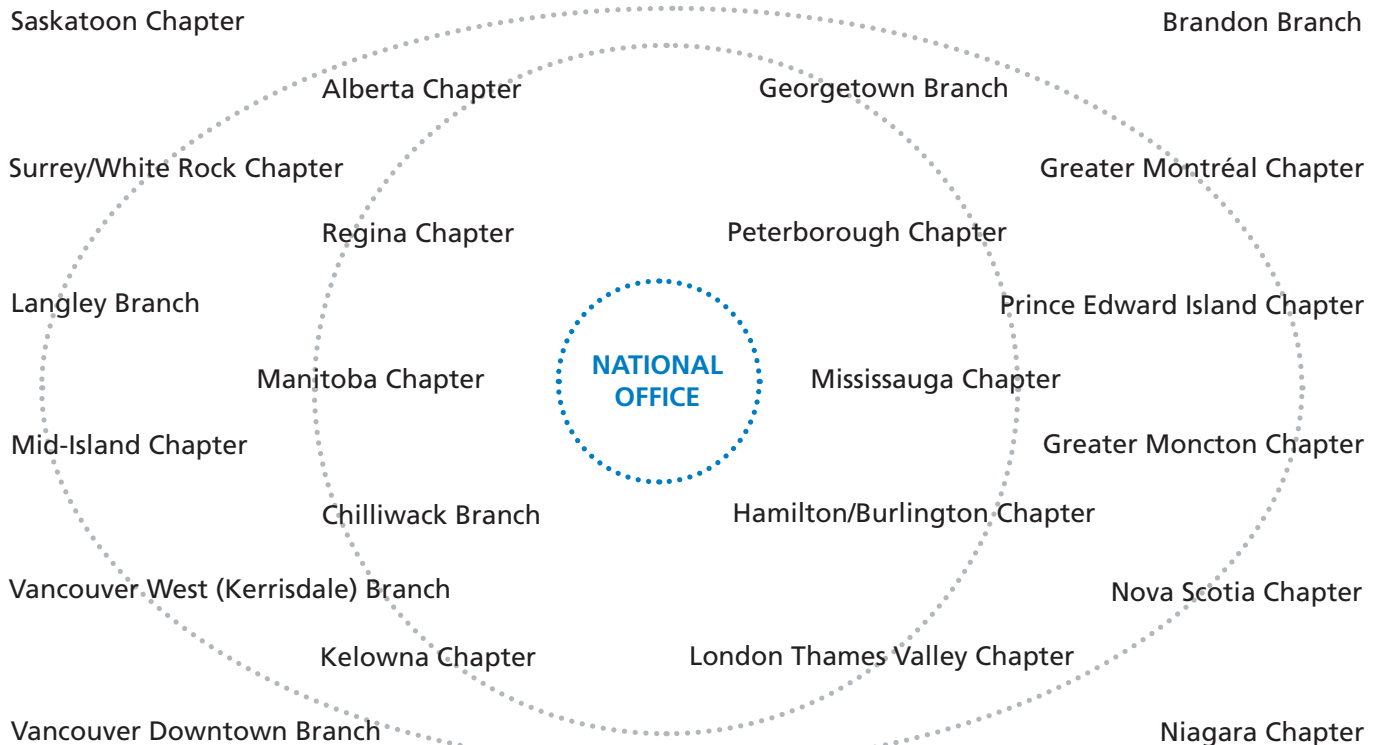 Saskatoon Chapter
Brandon Branch
Alberta Chapter
Georgetown Branch
Surrey/White Rock Chapter
Greater Montréal Chapter
Regina Chapter
Peterborough Chapter
Langley Branch
Prince Edward Island Chapter
Manitoba Chapter
NATIONAL
OFFICE
Mississauga Chapter
Mid-Island Chapter
Greater Moncton Chapter
Chilliwack Branch
Hamilton/Burlington Chapter
Vancouver West (Kerrisdale) Branch
Nova Scotia Chapter
Kelowna Chapter
London Thames Valley Chapter
Vancouver Downtown Branch
Niagara Chapter